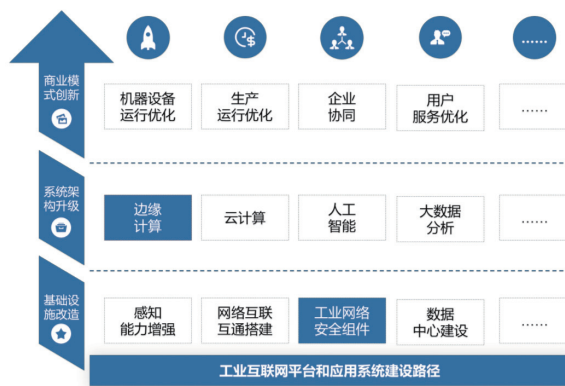 商业模
式创新
机器设备
运行优化
生产
运行优化
企业
协同
用户
服务优化
……
……
系统架
构升级
边缘
计算
云计算
人工
智能
大数据
分析
……
基础设
施改造
感知
能力增强
网络互联
互通搭建
工业网络
安全组件
数据
中心建设
……
工业互联网平台和应用系统建设路径